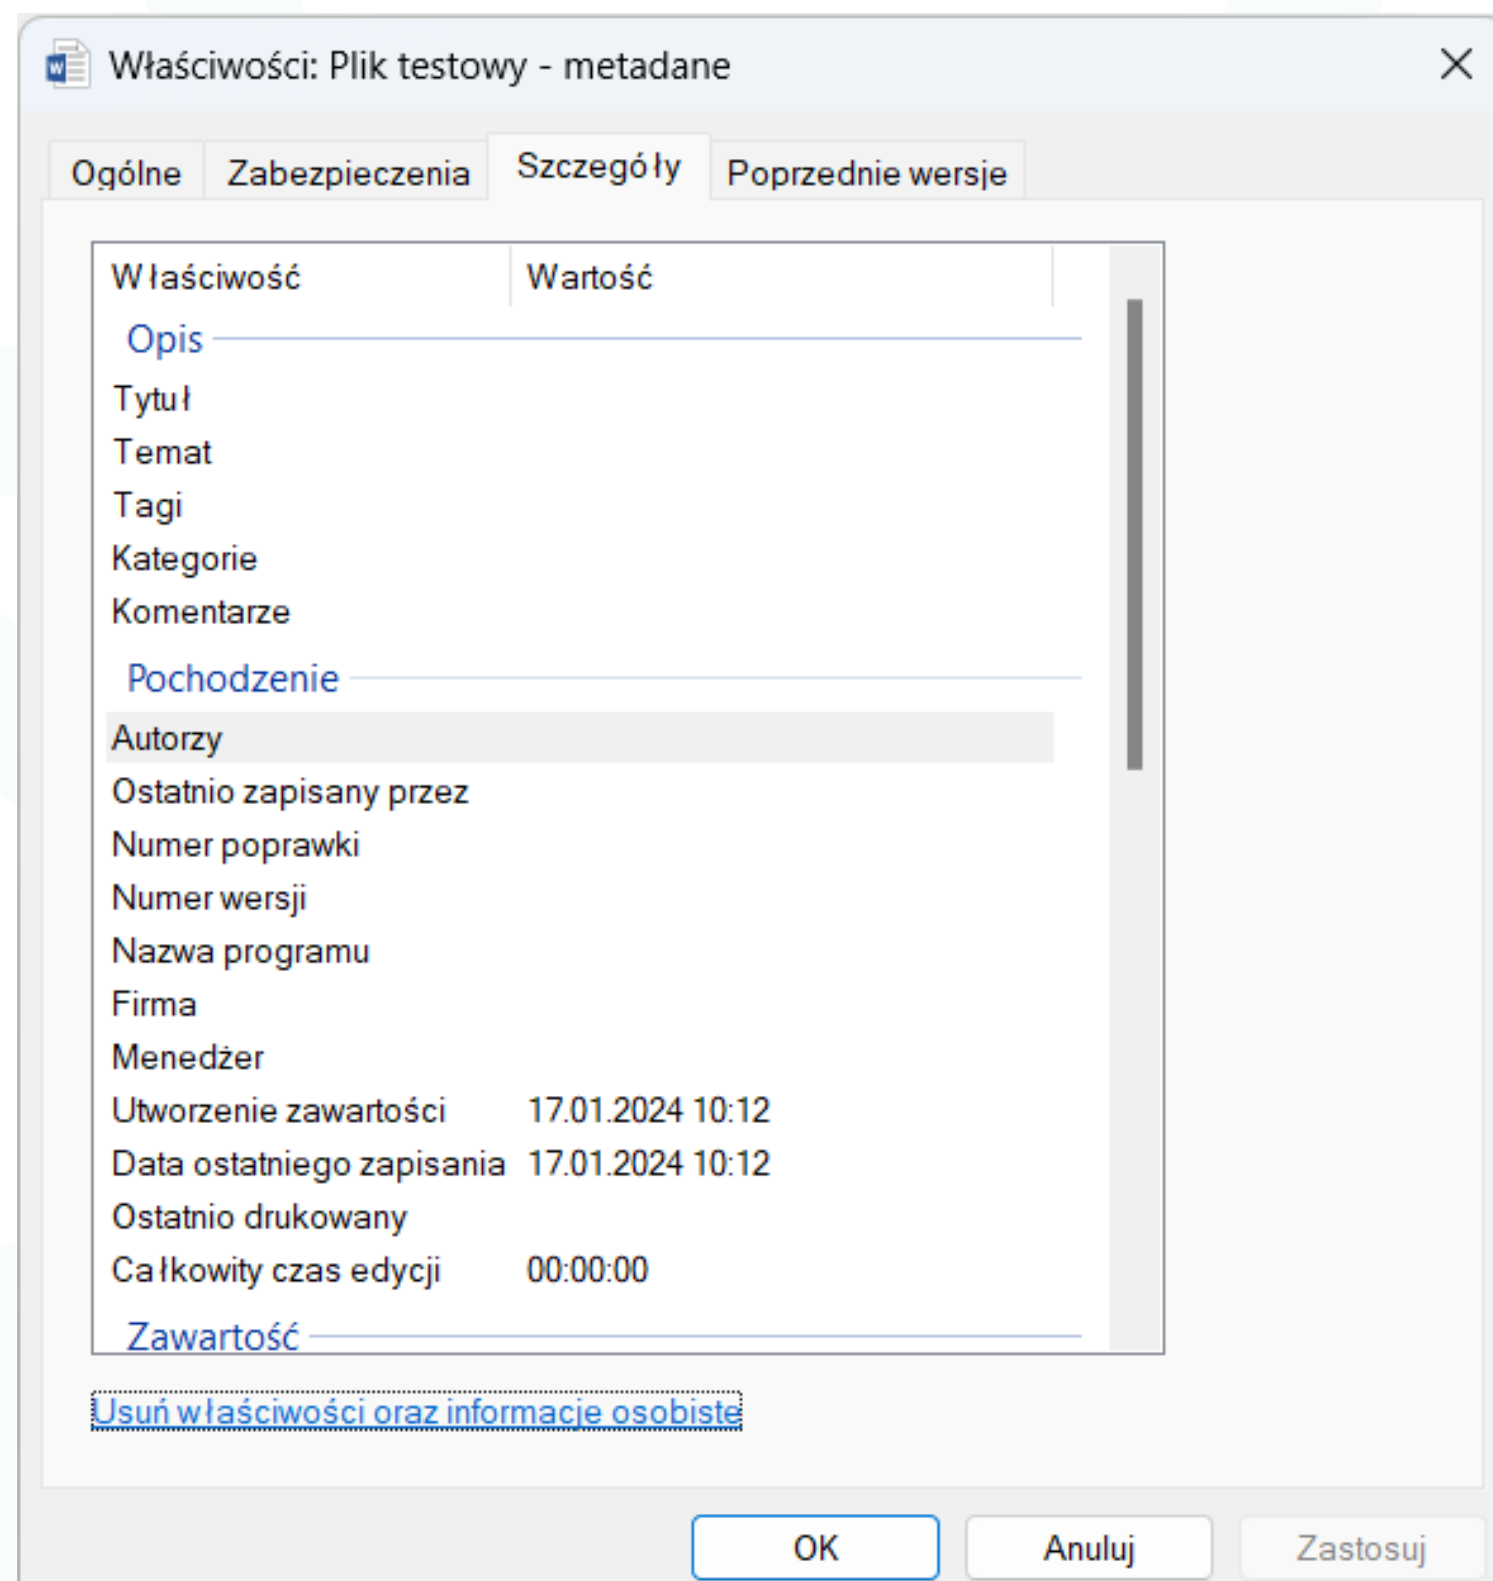 Właściwości: Plik testowy - metadane
Ogólne Zabezpieczenia Szczegóły Poprzednie wersje
Właściwość Wartość
Opis
Tytuł
Temat
Tagi
Kategorie
Komentarze
Pochodzenie
Autorzy
Ostatnio zapisany przez
Numer poprawki
Numer wersji
Nazwa programu
Firma
Menedżer
Utworzenie zawartości 17.01.2024 10:12
Data ostatniego zapisania 17.01.2024 10:12
Ostatnio drukowany
Całkowity czas edycji 00:00:00
Zawartość
Usuń właściwości oraz informacje osobiste
OK Anuluj Zastosuj